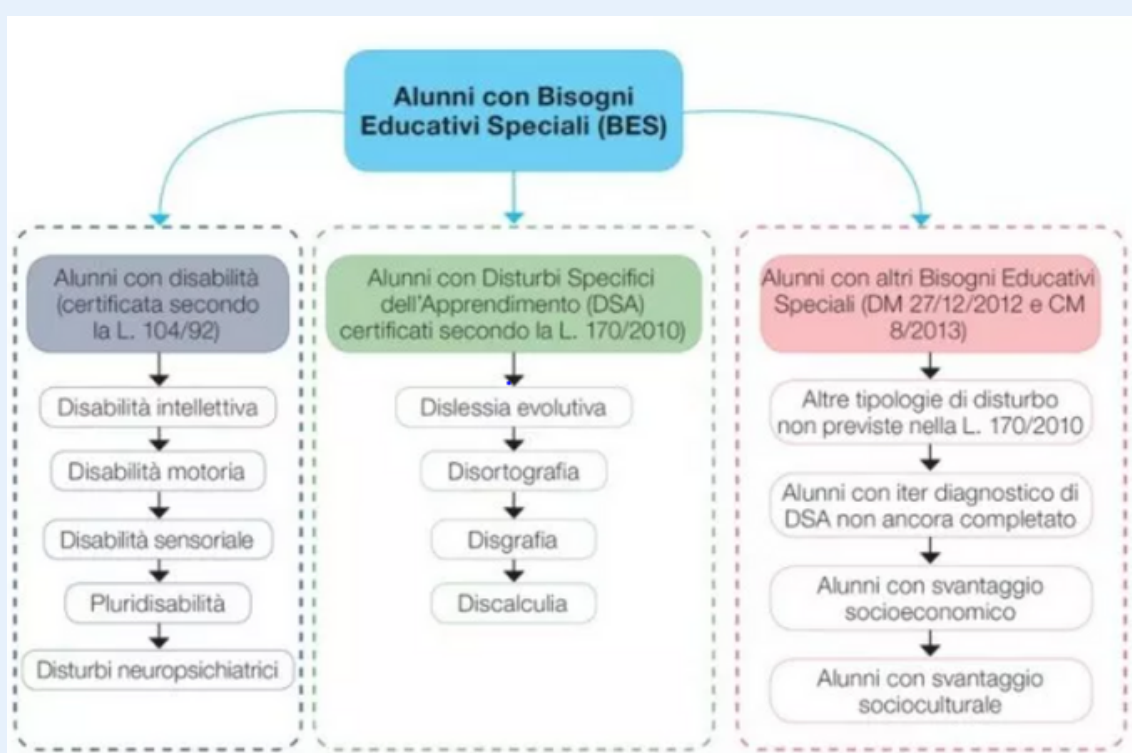 Alunni con Bisogni
Educativi Speciali (BES)
Alunni con disabilità
(certificata secondo
la L. 104/92)
Disabilità intellettiva
Disabilità motoria
Disabilità sensoriale
Pluridisabilità
Disturbi neuropsichiatrici
Alunni con Disturbi Specifici
dell'Apprendimento (DSA)
certificati secondo la L. 170/2010)
Dislessia evolutiva
Disortografia
Disgrafia
Discalculia
Alunni con altri Bisogni Educativi
Speciali (DM 27/12/2012 e CM
8/2013)
Altre tipologie di disturbo
non previste nella L. 170/2010
Alunni con iter diagnostico di
DSA non ancora completato
Alunni con svantaggio
socioeconomico
Alunni con svantaggio
socioculturale